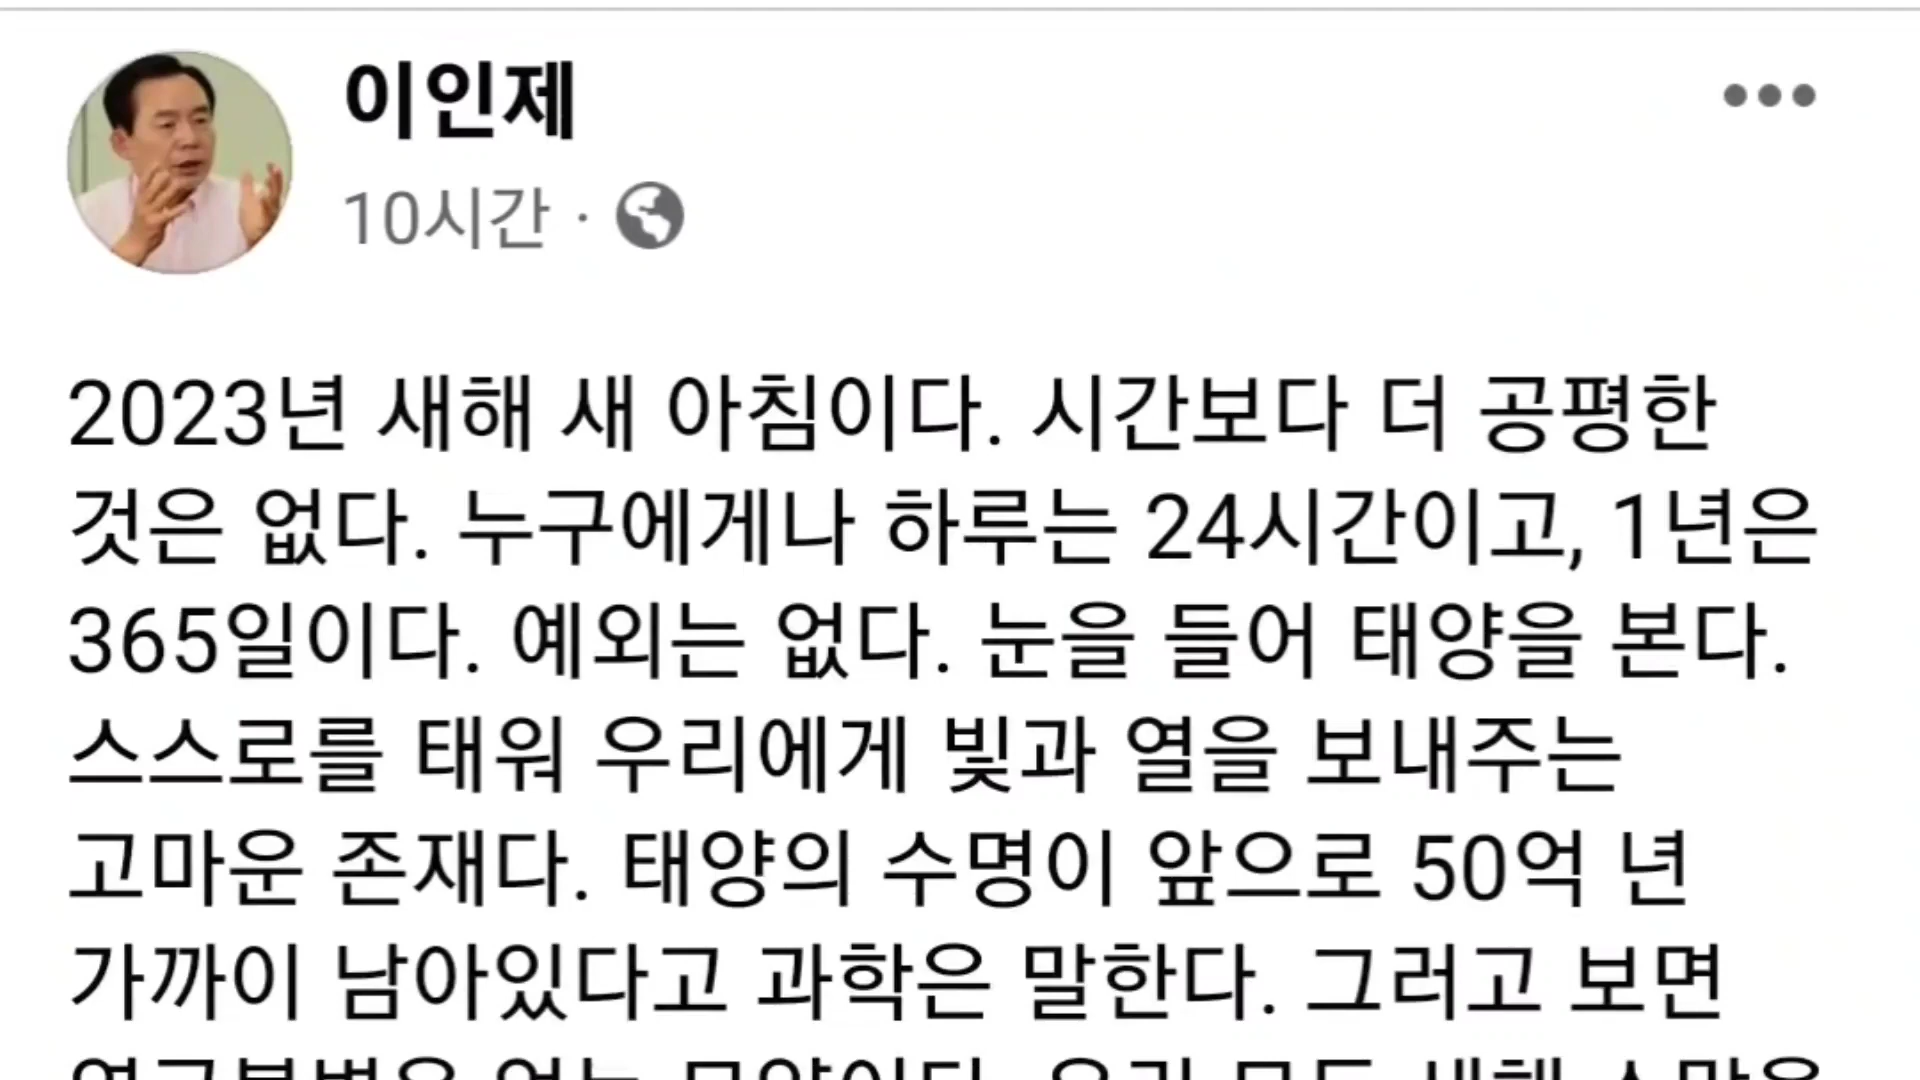 이인제
10시간 ·
2023년 새해 새 아침이다. 시간보다 더 공평한
것은 없다. 누구에게나 하루는 24시간이고, 1년은
365일이다. 예외는 없다. 눈을 들어 태양을 본다.
스스로를 태워 우리에게 빛과 열을 보내주는
고마운 존재다. 태양의 수명이 앞으로 50억 년
가까이 남아있다고 과학은 말한다. 그러고 보면